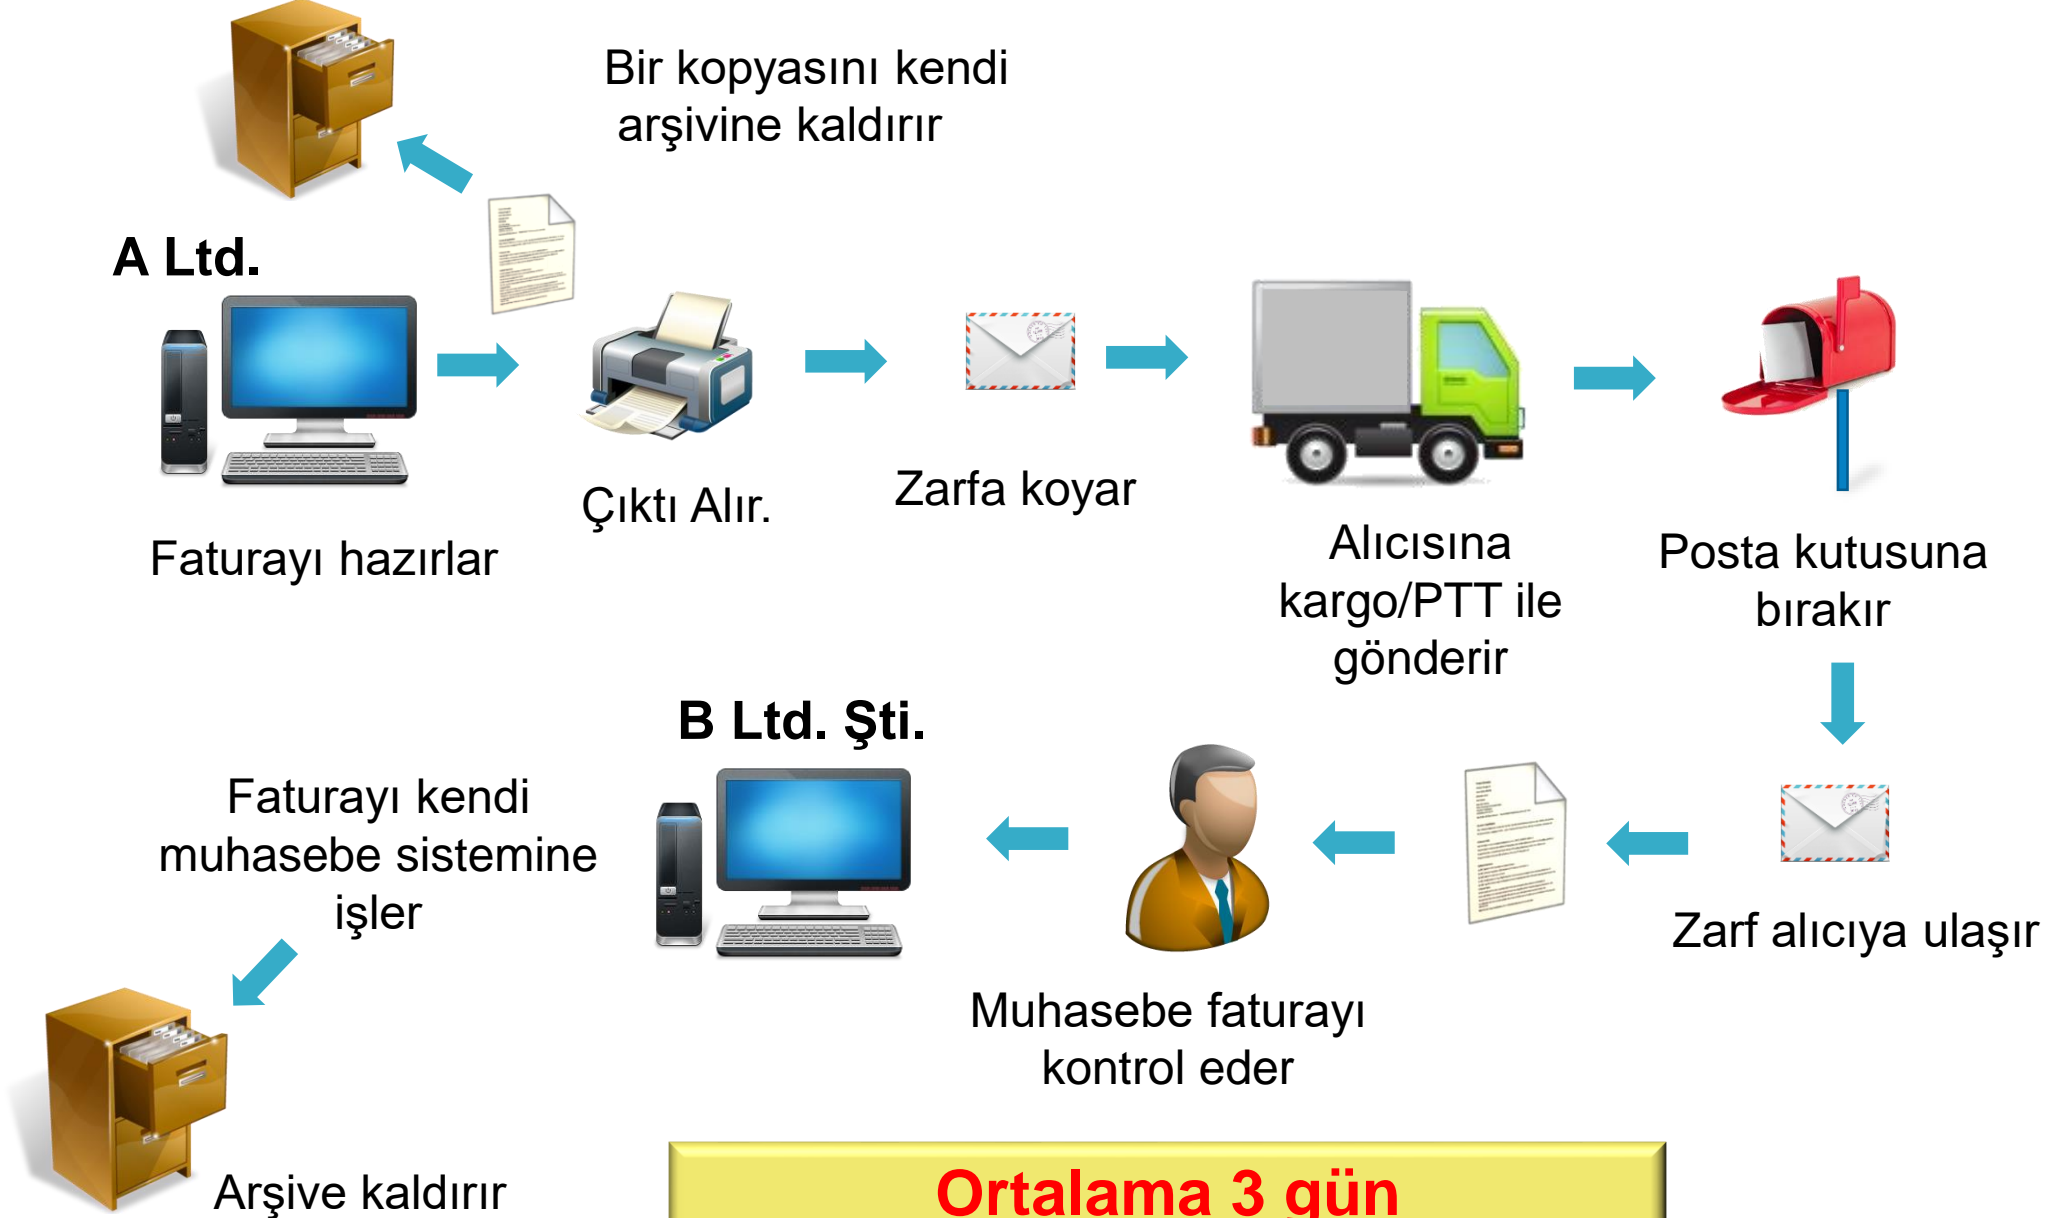 Bir kopyasını kendi
arşivine kaldırır
A Ltd.
Faturayı hazırlar
Çıktı Alır.
Zarfa koyar
Alıcısına
kargo/PTT ile
gönderir
Posta kutusuna
bırakır
Zarf alıcıya ulaşır
Muhasebe faturayı
kontrol eder
B Ltd. Şti.
Faturayı kendi
muhasebe sistemine
işler
Arşive kaldırır
Ortalama 3 gün